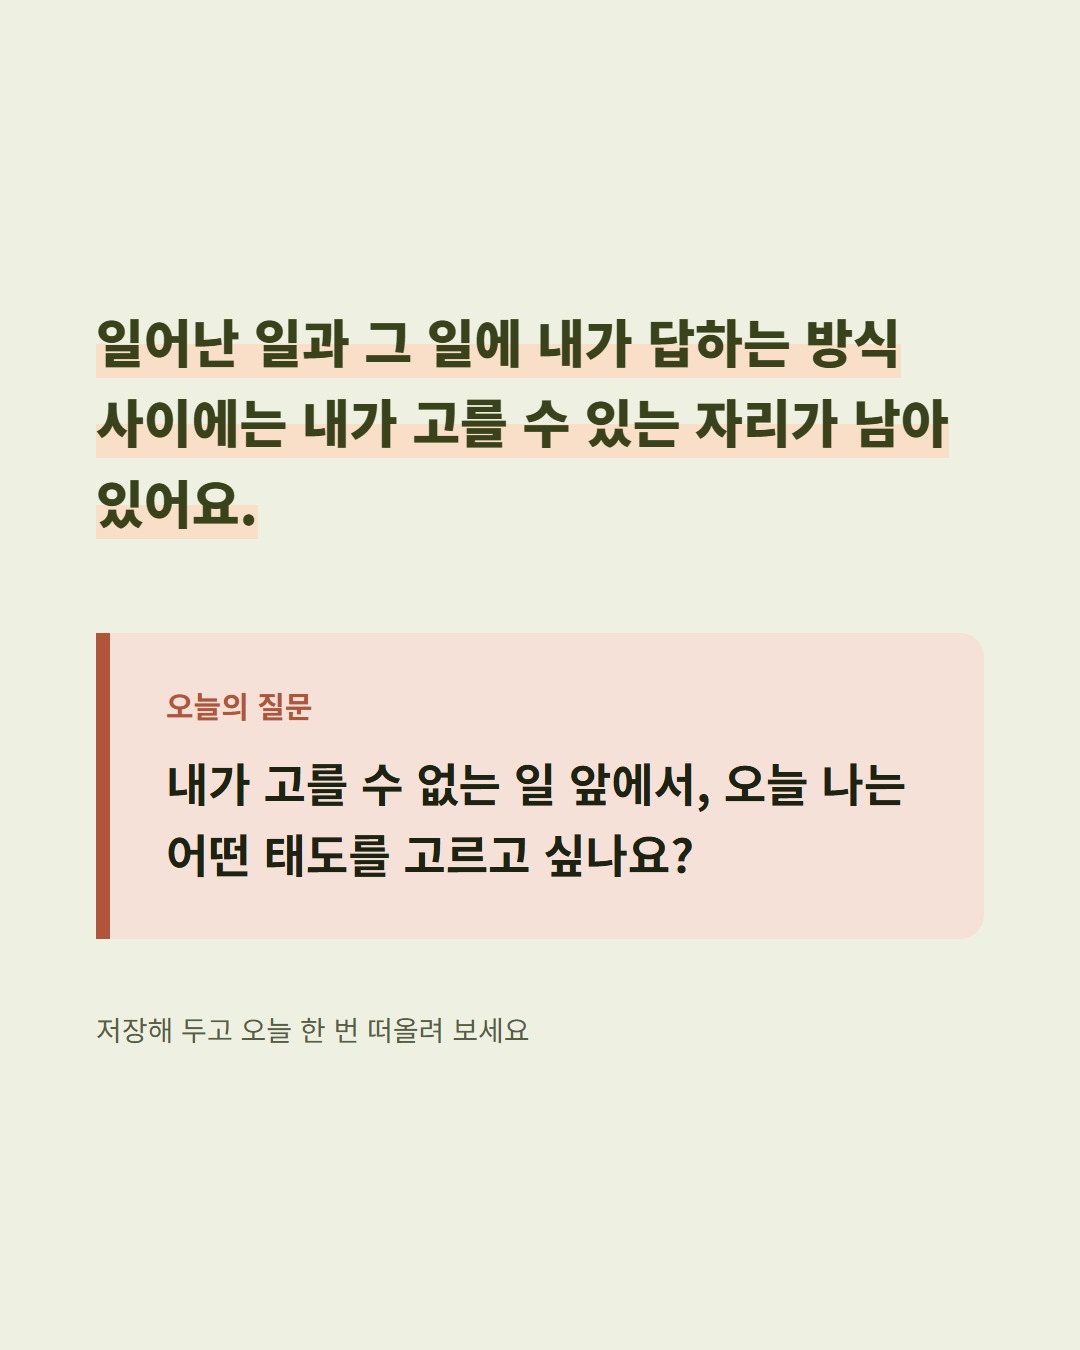 일어난 일과 그 일에 내가 답하는 방식
사이에는 내가 고를 수 있는 자리가 남아
있어요.
오늘의 질문
내가 고를 수 없는 일 앞에서, 오늘 나는
어떤 태도를 고르고 싶나요?
저장해 두고 오늘 한 번 떠올려 보세요